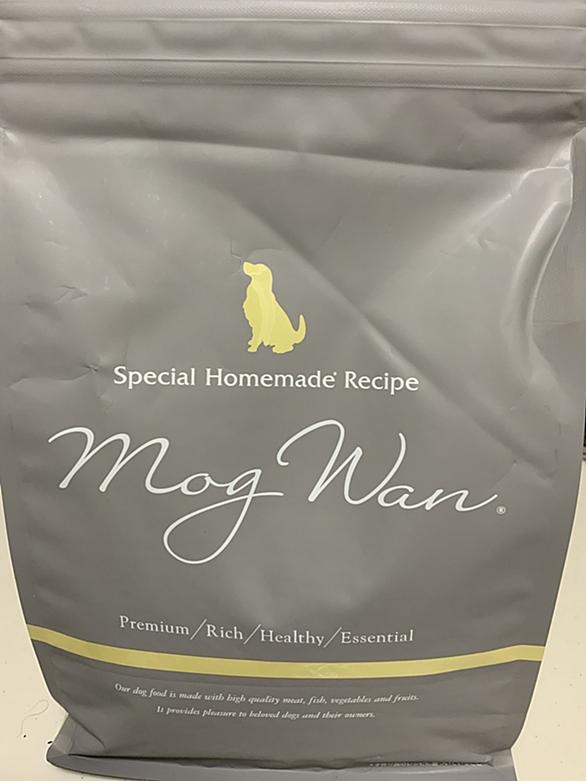 Special Homemade® Recipe
Mog Wan®
Premium/Rich/Healthy/Essential
Our dog food is made with high quality meat, fish, vegetables and fruits.
It provides pleasure to beloved dogs and their owners.